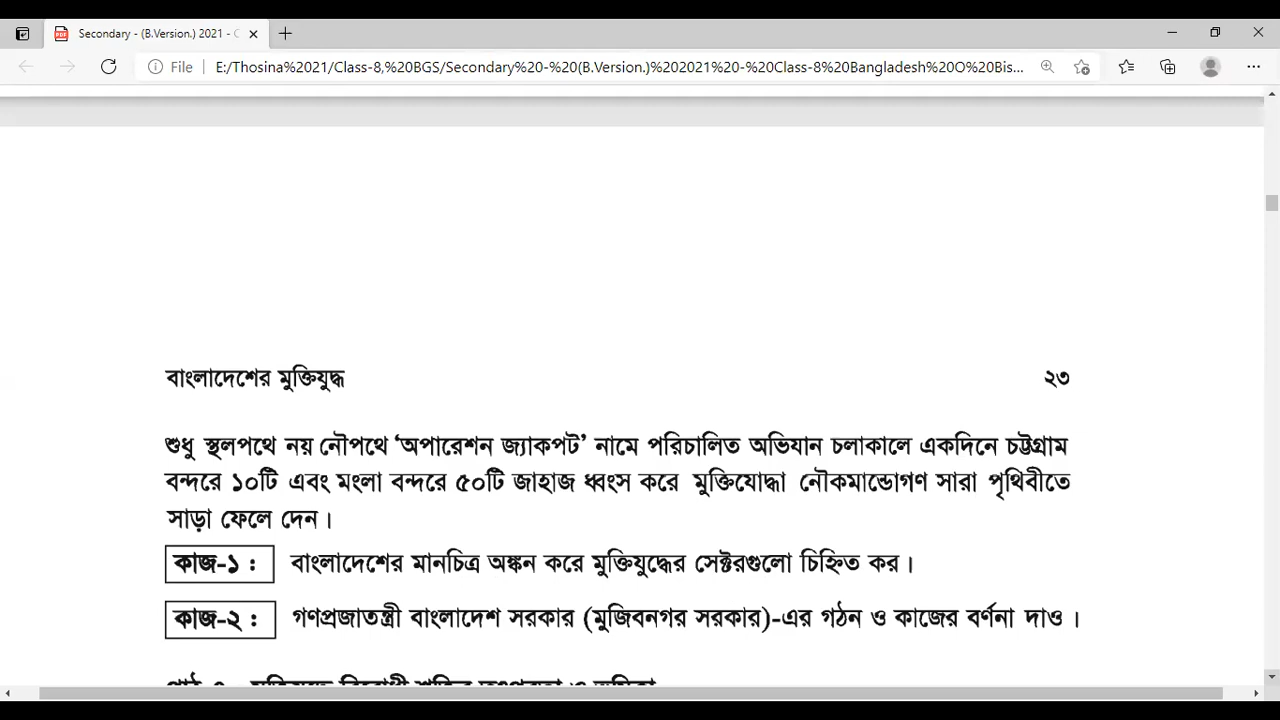 Secondary - (B.Version.) 2021 - C
File E:/Thosina%2021/Class-8,%20BGS/Secondary%20-%20(B.Version.)%202021%20-%20Class-8%20Bangladesh%20O%20Bis...
বাংলাদেশের মুক্তিযুদ্ধ ২৩
শুধু স্থলপথে নয় নৌপথে ‘অপারেশন জ্যাকপট’ নামে পরিচালিত অভিযান চলাকালে একদিনে চট্টগ্রাম
বন্দরে ১০টি এবং মংলা বন্দরে ৫০টি জাহাজ ধ্বংস করে মুক্তিযোদ্ধা নৌকমান্ডোগণ সারা পৃথিবীতে
সাড়া ফেলে দেন।
কাজ-১ : বাংলাদেশের মানচিত্র অঙ্কন করে মুক্তিযুদ্ধের সেক্টরগুলো চিহ্নিত কর।
কাজ-২ : গণপ্রজাতন্ত্রী বাংলাদেশ সরকার (মুজিবনগর সরকার)-এর গঠন ও কাজের বর্ণনা দাও।